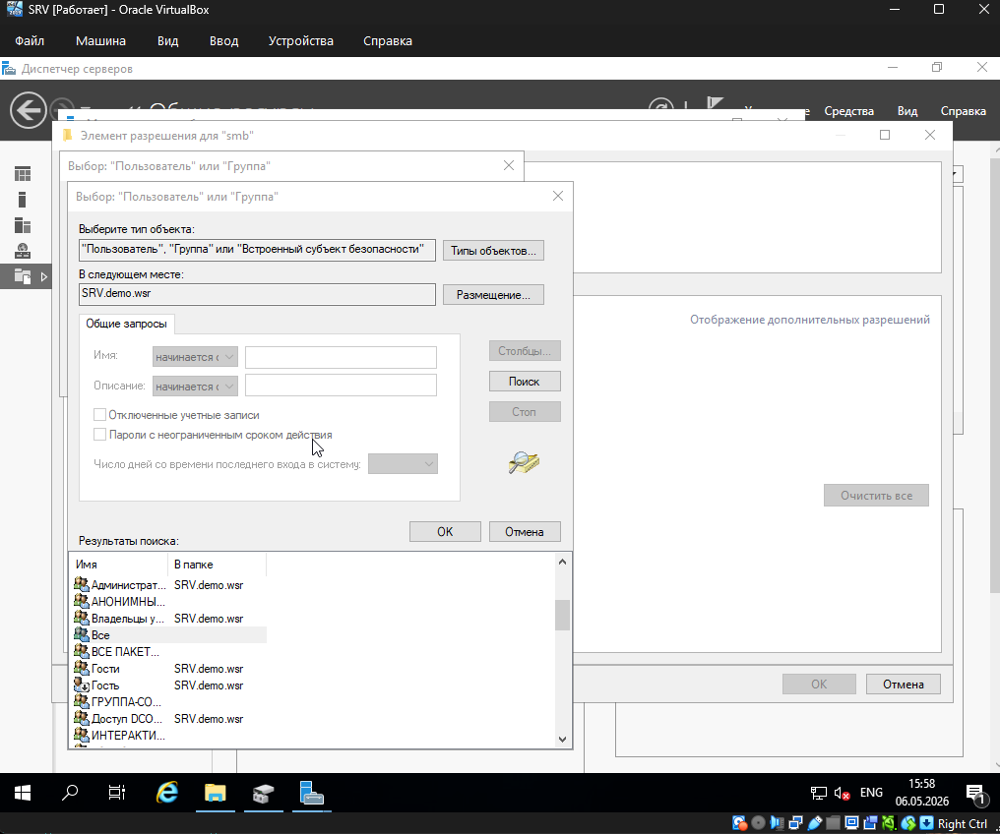 SRV [Работает] - Oracle VirtualBox
Файл Машина Вид Ввод Устройства Справка
Диспетчер серверов
Средства Вид Справка
Элемент разрешения для "smb"
Выбор: "Пользователь" или "Группа"
Выбор: "Пользователь" или "Группа"
Выберите тип объекта:
"Пользователь", "Группа" или "Встроенный субъект безопасности" Типы объектов...
В следующем месте:
SRV.demo.wsr Размещение...
Общие запросы
Отображение дополнительных разрешений
Имя: начинается с Столбцы...
Поиск
Описание: начинается с
Стоп
Отключенные учетные записи
Пароли с неограниченным сроком действия
Число дней со времени последнего входа в систему:
Очистить все
OK Отмена
Результаты поиска:
Имя В папке
Администрат... SRV.demo.wsr
АНОНИМНЫ...
Владельцы у... SRV.demo.wsr
Все
ВСЕ ПАКЕТ...
Гости SRV.demo.wsr
Гость SRV.demo.wsr
ГРУППА-СО...
Доступ DCO... SRV.demo.wsr
ИНТЕРАКТИ...
OK Отмена
ENG 15:58
06.05.2026
1
Right Ctrl